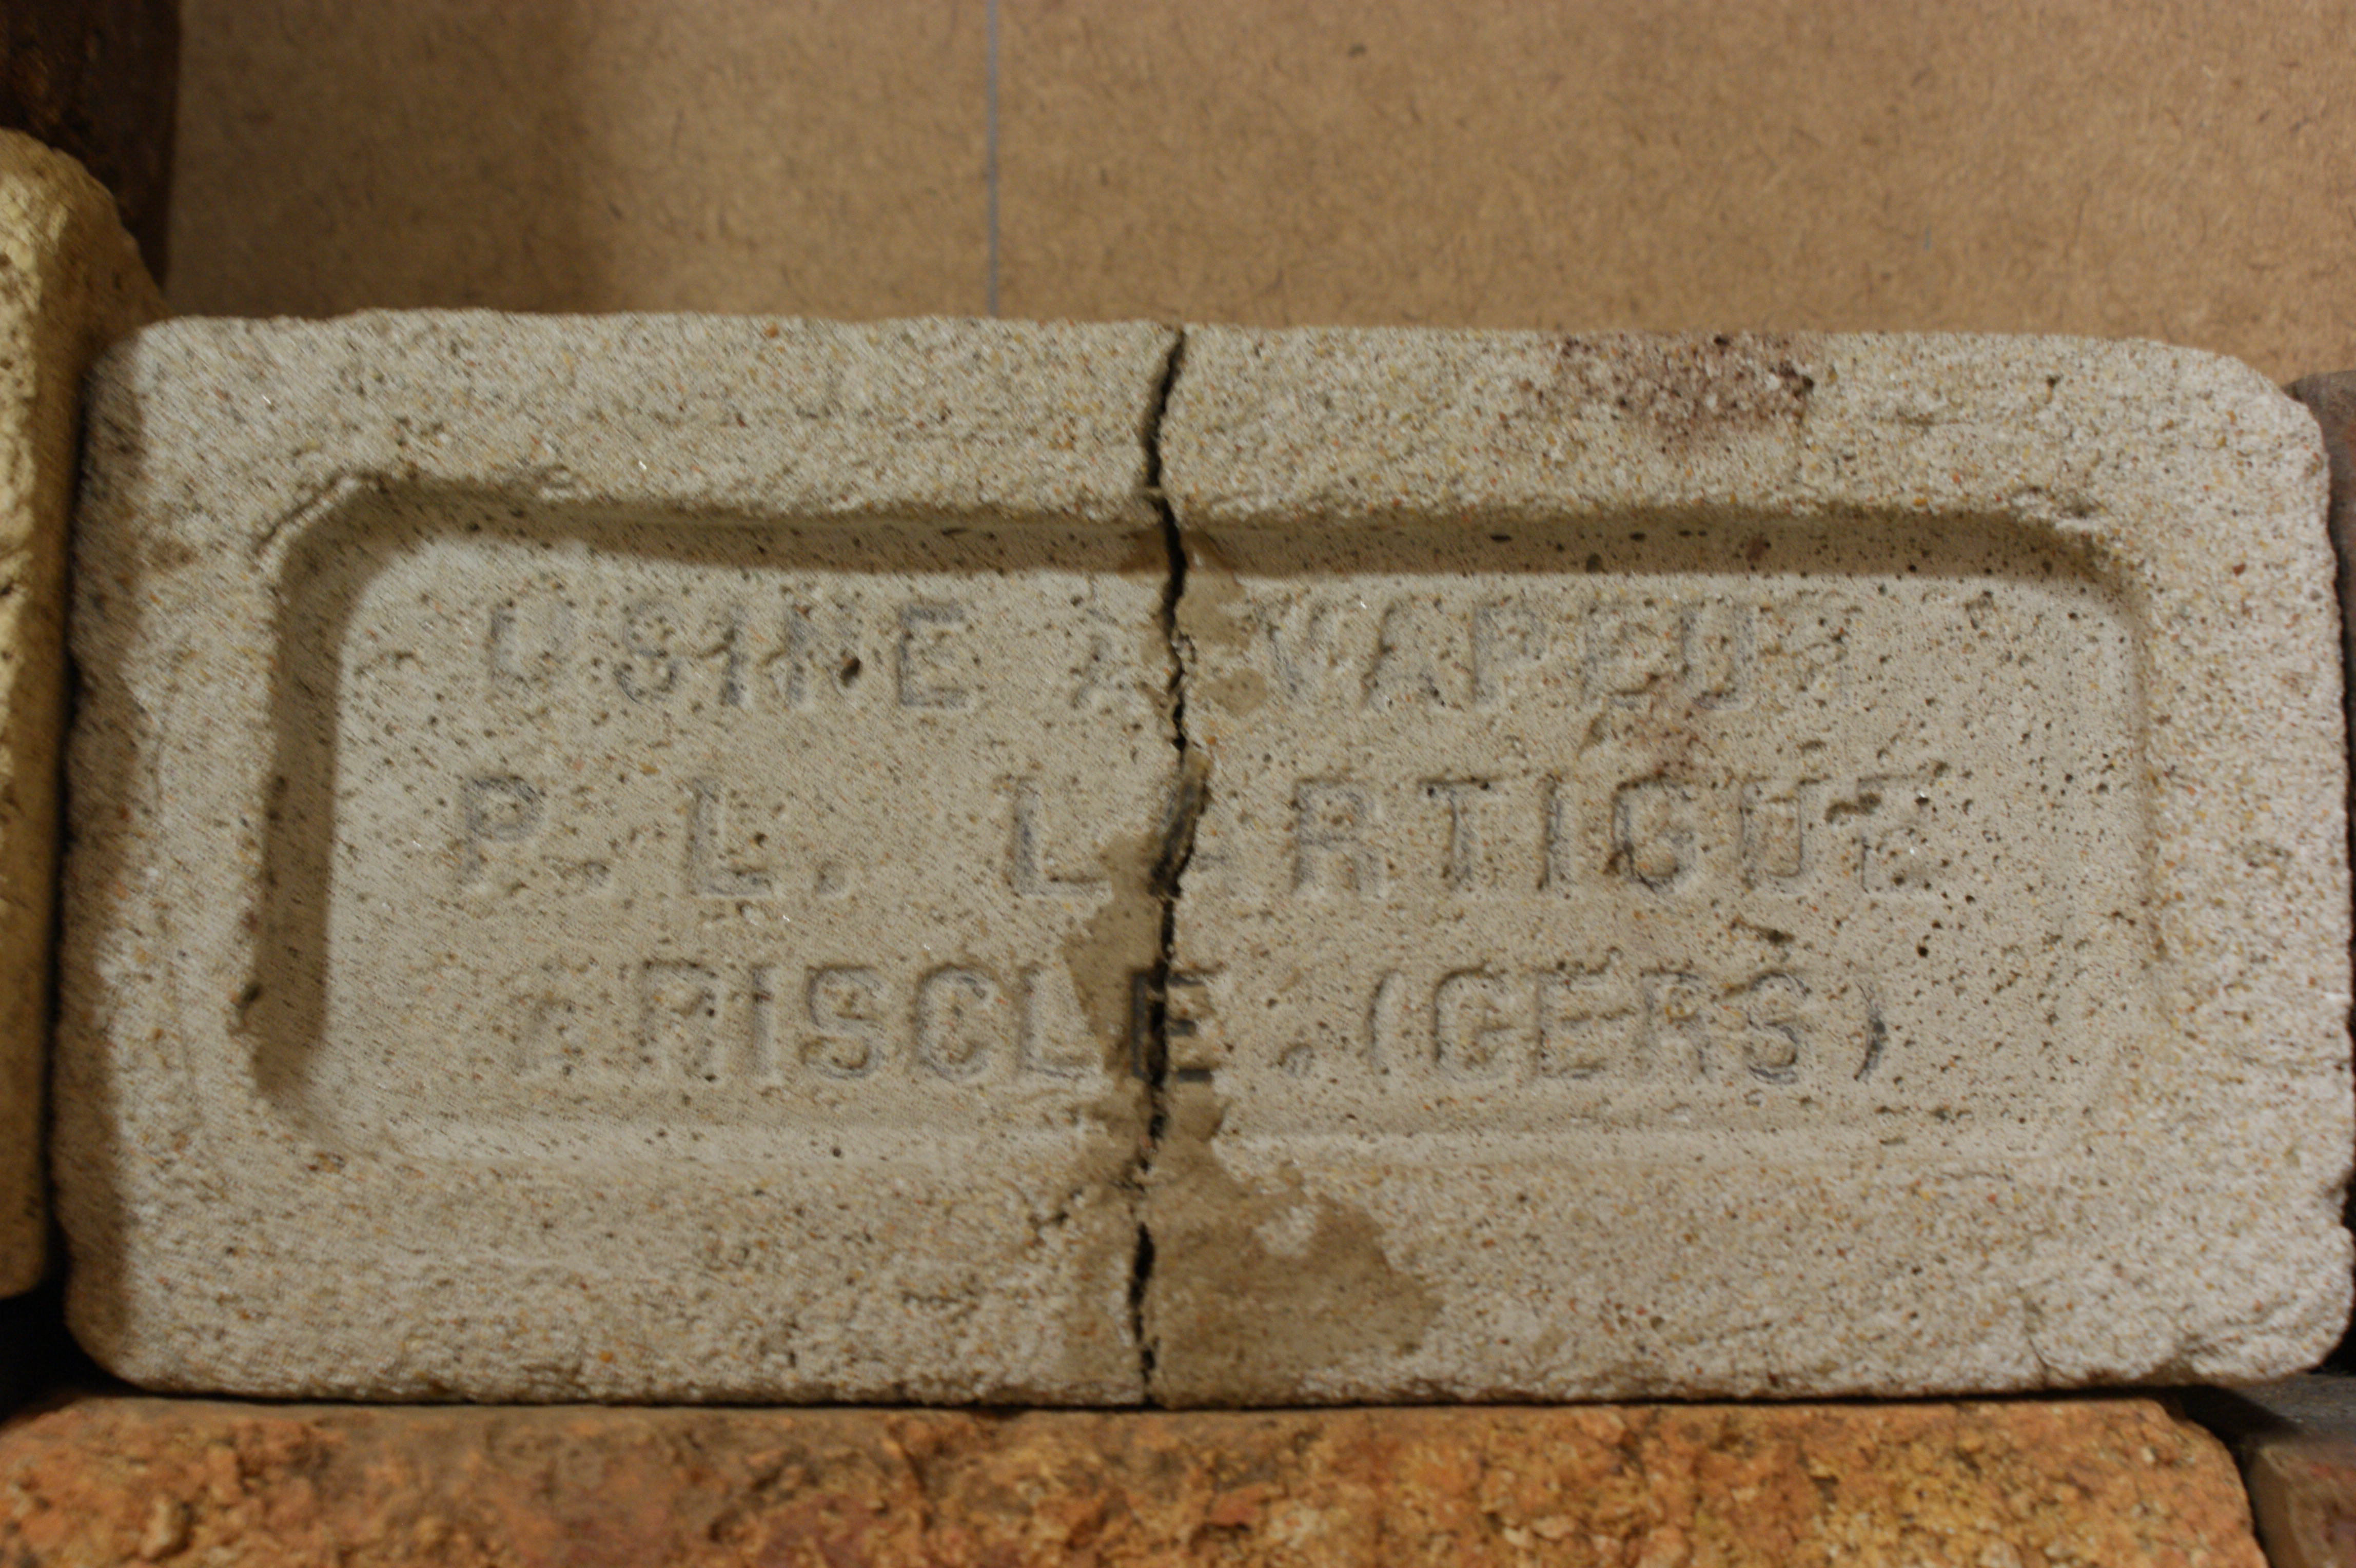 USINE A VAPEUR
P. L. LARTIGUE
RISCLE.(GERS)